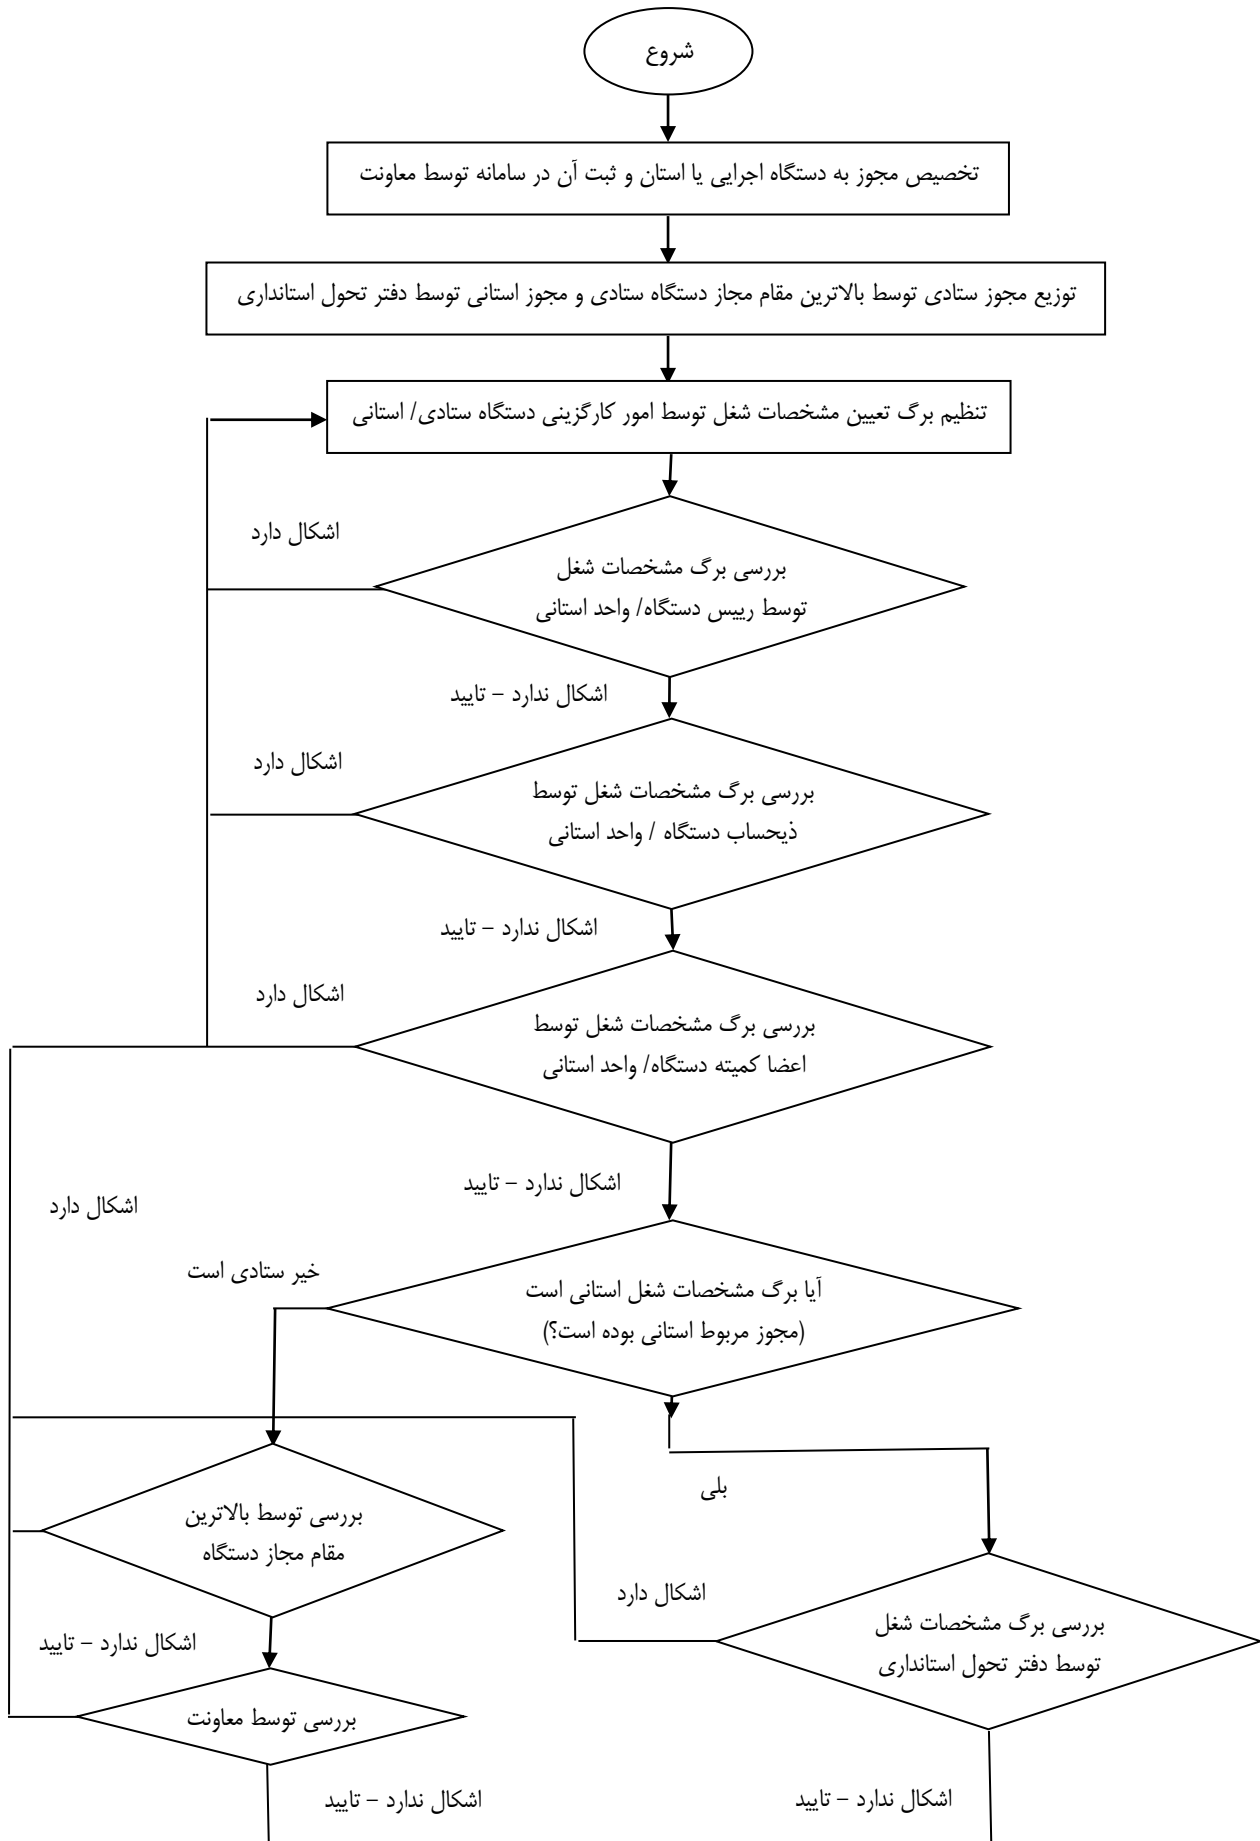 شروع
تخصیص مجوز به دستگاه اجرایی یا استان و ثبت آن در سامانه توسط معاونت
توزیع مجوز ستادی توسط بالاترین مقام مجاز دستگاه ستادی و مجوز استانی توسط دفتر تحول استانداری
تنظیم برگ تعیین مشخصات شغل توسط امور کارگزینی دستگاه ستادی/ استانی
اشکال دارد
بررسی برگ مشخصات شغل
توسط رییس دستگاه/ واحد استانی
اشکال ندارد – تایید
اشکال دارد
بررسی برگ مشخصات شغل توسط
ذیحساب دستگاه / واحد استانی
اشکال ندارد – تایید
اشکال دارد
بررسی برگ مشخصات شغل توسط
اعضا کمیته دستگاه/ واحد استانی
اشکال ندارد – تایید
اشکال دارد
خیر ستادی است
آیا برگ مشخصات شغل استانی است
(مجوز مربوط استانی بوده است؟)
بلی
بررسی توسط بالاترین
مقام مجاز دستگاه
اشکال دارد
بررسی برگ مشخصات شغل
توسط دفتر تحول استانداری
اشکال ندارد – تایید
بررسی توسط معاونت
اشکال ندارد – تایید
اشکال ندارد – تایید